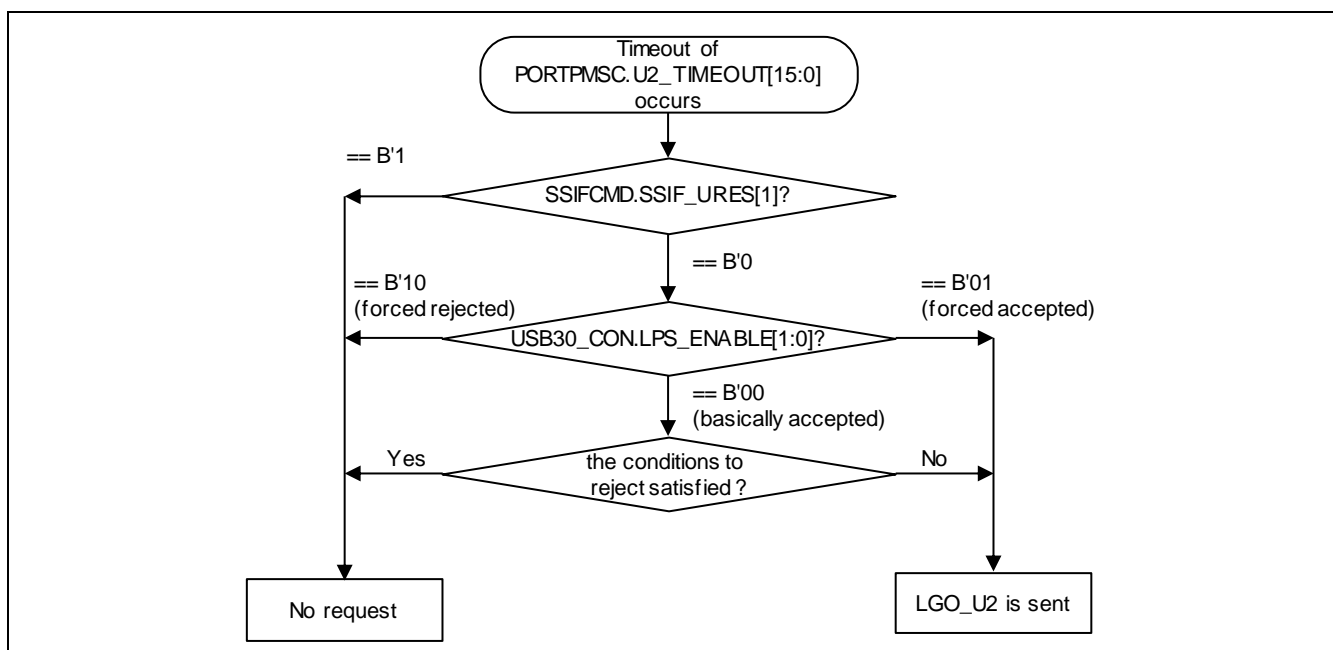 Timeout of
PORTPMSC.U2_TIMEOUT[15:0]
occurs
== B'1
SSIFCMD.SSIF_URES[1]?
== B'0
== B'10
(forced rejected)
== B'01
(forced accepted)
USB30_CON.LPS_ENABLE[1:0]?
== B'00
(basically accepted)
Yes
the conditions to
reject satisfied ?
No
No request
LGO_U2 is sent